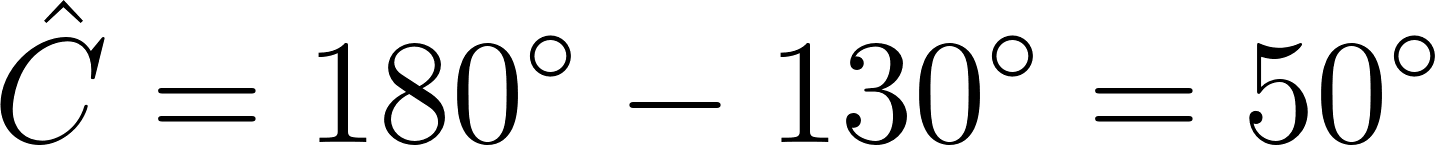 Ĉ = 180° − 130° = 50°